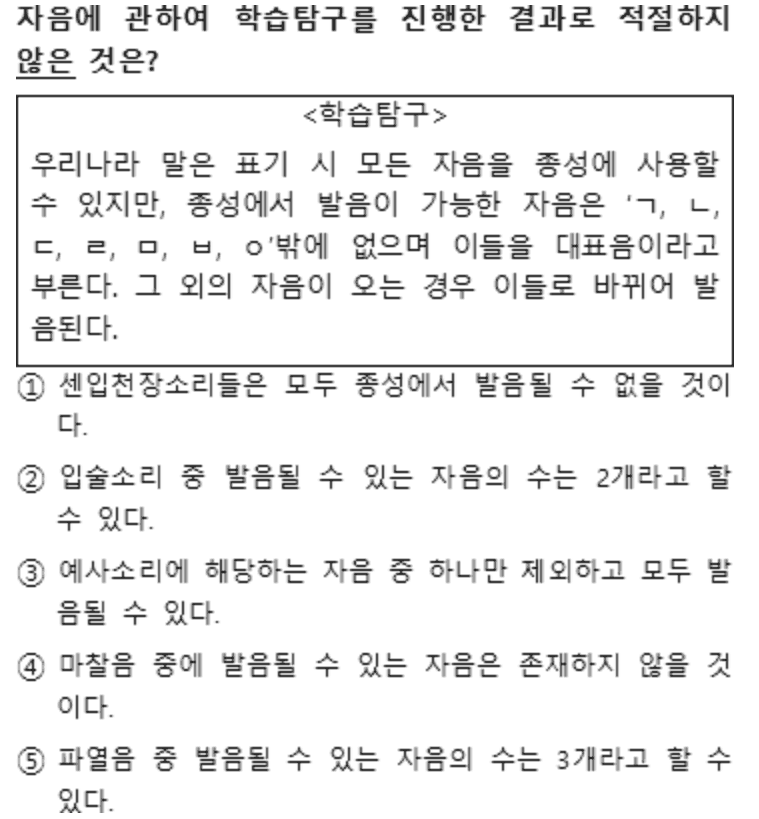 자음에 관하여 학습탐구를 진행한 결과로 적절하지
않은 것은?
<학습탐구>
우리나라 말은 표기 시 모든 자음을 종성에 사용할
수 있지만, 종성에서 발음이 가능한 자음은 ‘ㄱ, ㄴ,
ㄷ, ㄹ, ㅁ, ㅂ, ㅇ’밖에 없으며 이들을 대표음이라고
부른다. 그 외의 자음이 오는 경우 이들로 바뀌어 발
음된다.
① 센입천장소리들은 모두 종성에서 발음될 수 없을 것이
다.
② 입술소리 중 발음될 수 있는 자음의 수는 2개라고 할
수 있다.
③ 예사소리에 해당하는 자음 중 하나만 제외하고 모두 발
음될 수 있다.
④ 마찰음 중에 발음될 수 있는 자음은 존재하지 않을 것
이다.
⑤ 파열음 중 발음될 수 있는 자음의 수는 3개라고 할 수
있다.